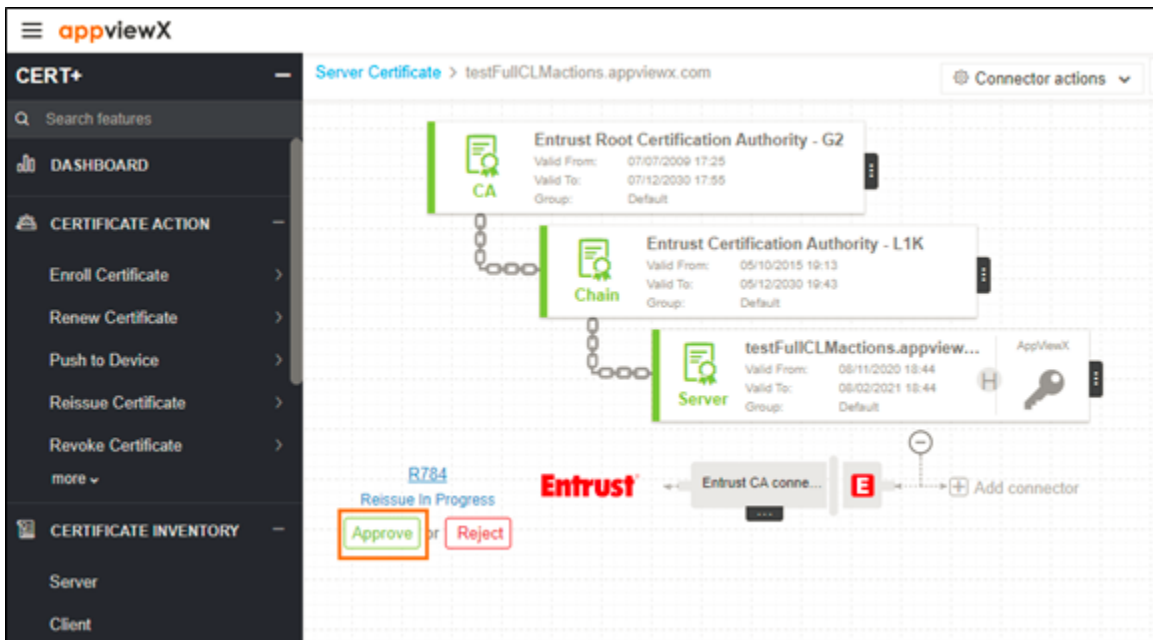 appviewX
CERT+
Search features
DASHBOARD
CERTIFICATE ACTION
Enroll Certificate
Renew Certificate
Push to Device
Reissue Certificate
Revoke Certificate
more
CERTIFICATE INVENTORY
Server
Client
Server Certificate > testFullCLMactions.appviewx.com
Connector actions
Entrust Root Certification Authority - G2
Valid From: 07/07/2009 17:25
Valid To: 07/12/2030 17:55
Group: Default
CA
Entrust Certification Authority - L1K
Valid From: 05/10/2015 19:13
Valid To: 05/12/2030 19:43
Group: Default
Chain
testFullCLMactions.appview...
Valid From: 08/11/2020 18:44
Valid To: 08/02/2021 18:44
Group: Default
Server
H
AppViewX
R784
Reissue In Progress
Approve or Reject
Entrust
Entrust CA conne...
E
Add connector